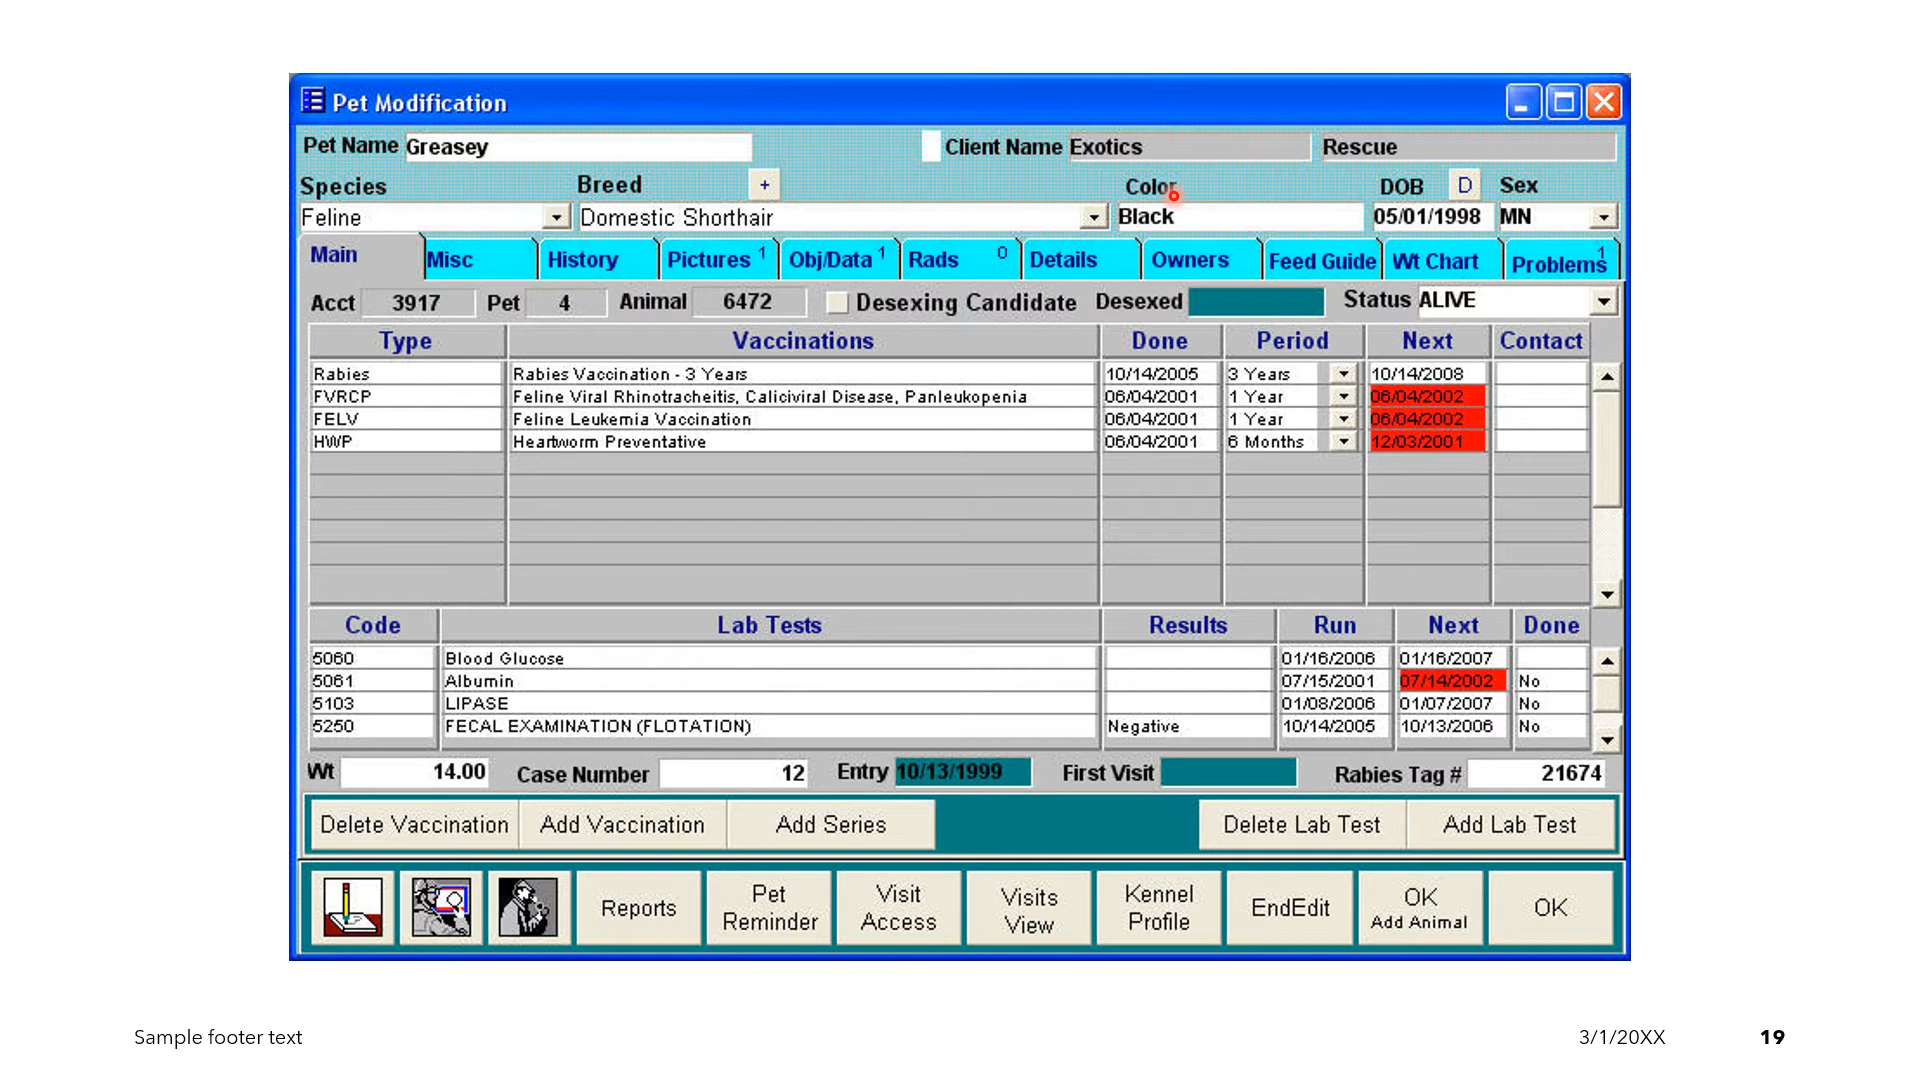 Pet Modification
Pet Name Greasey Client Name Exotics Rescue
Species Breed + Color DOB D Sex
Feline Domestic Shorthair Black 05/01/1998 MN
Main Misc History Pictures 1 Obj/Data 1 Rads 0 Details Owners Feed Guide Wt Chart Problems 1
Acct 3917 Pet 4 Animal 6472 Desexing Candidate Desexed Status ALIVE
Type Vaccinations Done Period Next Contact
Rabies Rabies Vaccination - 3 Years 10/14/2005 3 Years 10/14/2008
FVRCP Feline Viral Rhinotracheitis, Caliciviral Disease, Panleukopenia 06/04/2001 1 Year 06/04/2002
FELV Feline Leukemia Vaccination 06/04/2001 1 Year 06/04/2002
HWP Heartworm Preventative 06/04/2001 6 Months 12/03/2001
Code Lab Tests Results Run Next Done
5060 Blood Glucose 01/16/2006 01/16/2007
5061 Albumin 07/15/2001 07/14/2002 No
5103 LIPASE 01/08/2006 01/07/2007 No
5250 FECAL EXAMINATION (FLOTATION) Negative 10/14/2005 10/13/2006 No
Wt 14.00 Case Number 12 Entry 10/13/1999 First Visit Rabies Tag # 21674
Delete Vaccination Add Vaccination Add Series Delete Lab Test Add Lab Test
Reports Pet Reminder Visit Access Visits View Kennel Profile EndEdit OK Add Animal OK
Sample footer text 3/1/20XX 19